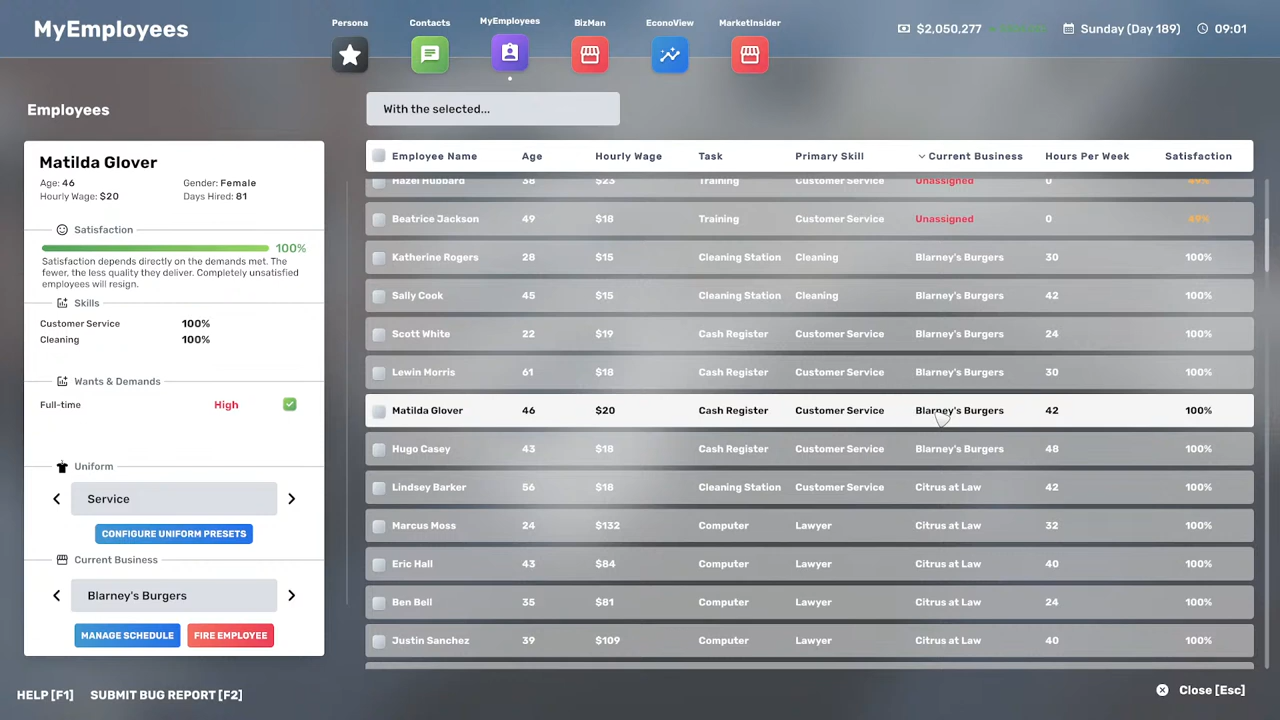 MyEmployees
Persona
Contacts
MyEmployees
BizMan
EconoView
MarketInsider
$2,050,277
Sunday (Day 189)
09:01
Employees
Matilda Glover
Age: 46
Gender: Female
Hourly Wage: $20
Days Hired: 81
Satisfaction
100%
Satisfaction depends directly on the demands met. The
fewer, the less quality they deliver. Completely unsatisfied
employees will resign.
Skills
Customer Service 100%
Cleaning 100%
Wants & Demands
Full-time High
Uniform
Service
CONFIGURE UNIFORM PRESETS
Current Business
Blarney's Burgers
MANAGE SCHEDULE
FIRE EMPLOYEE
With the selected...
Employee Name Age Hourly Wage Task Primary Skill Current Business Hours Per Week Satisfaction
Hazel Hubbard 38 $23 Training Customer Service Unassigned 0 49%
Beatrice Jackson 49 $18 Training Customer Service Unassigned 0 49%
Katherine Rogers 28 $15 Cleaning Station Cleaning Blarney's Burgers 30 100%
Sally Cook 45 $15 Cleaning Station Cleaning Blarney's Burgers 42 100%
Scott White 22 $19 Cash Register Customer Service Blarney's Burgers 24 100%
Lewin Morris 61 $18 Cash Register Customer Service Blarney's Burgers 30 100%
Matilda Glover 46 $20 Cash Register Customer Service Blarney's Burgers 42 100%
Hugo Casey 43 $18 Cash Register Customer Service Blarney's Burgers 48 100%
Lindsey Barker 56 $18 Cleaning Station Customer Service Citrus at Law 42 100%
Marcus Moss 24 $132 Computer Lawyer Citrus at Law 32 100%
Eric Hall 43 $84 Computer Lawyer Citrus at Law 40 100%
Ben Bell 35 $81 Computer Lawyer Citrus at Law 24 100%
Justin Sanchez 39 $109 Computer Lawyer Citrus at Law 40 100%
HELP [F1]
SUBMIT BUG REPORT [F2]
Close [Esc]